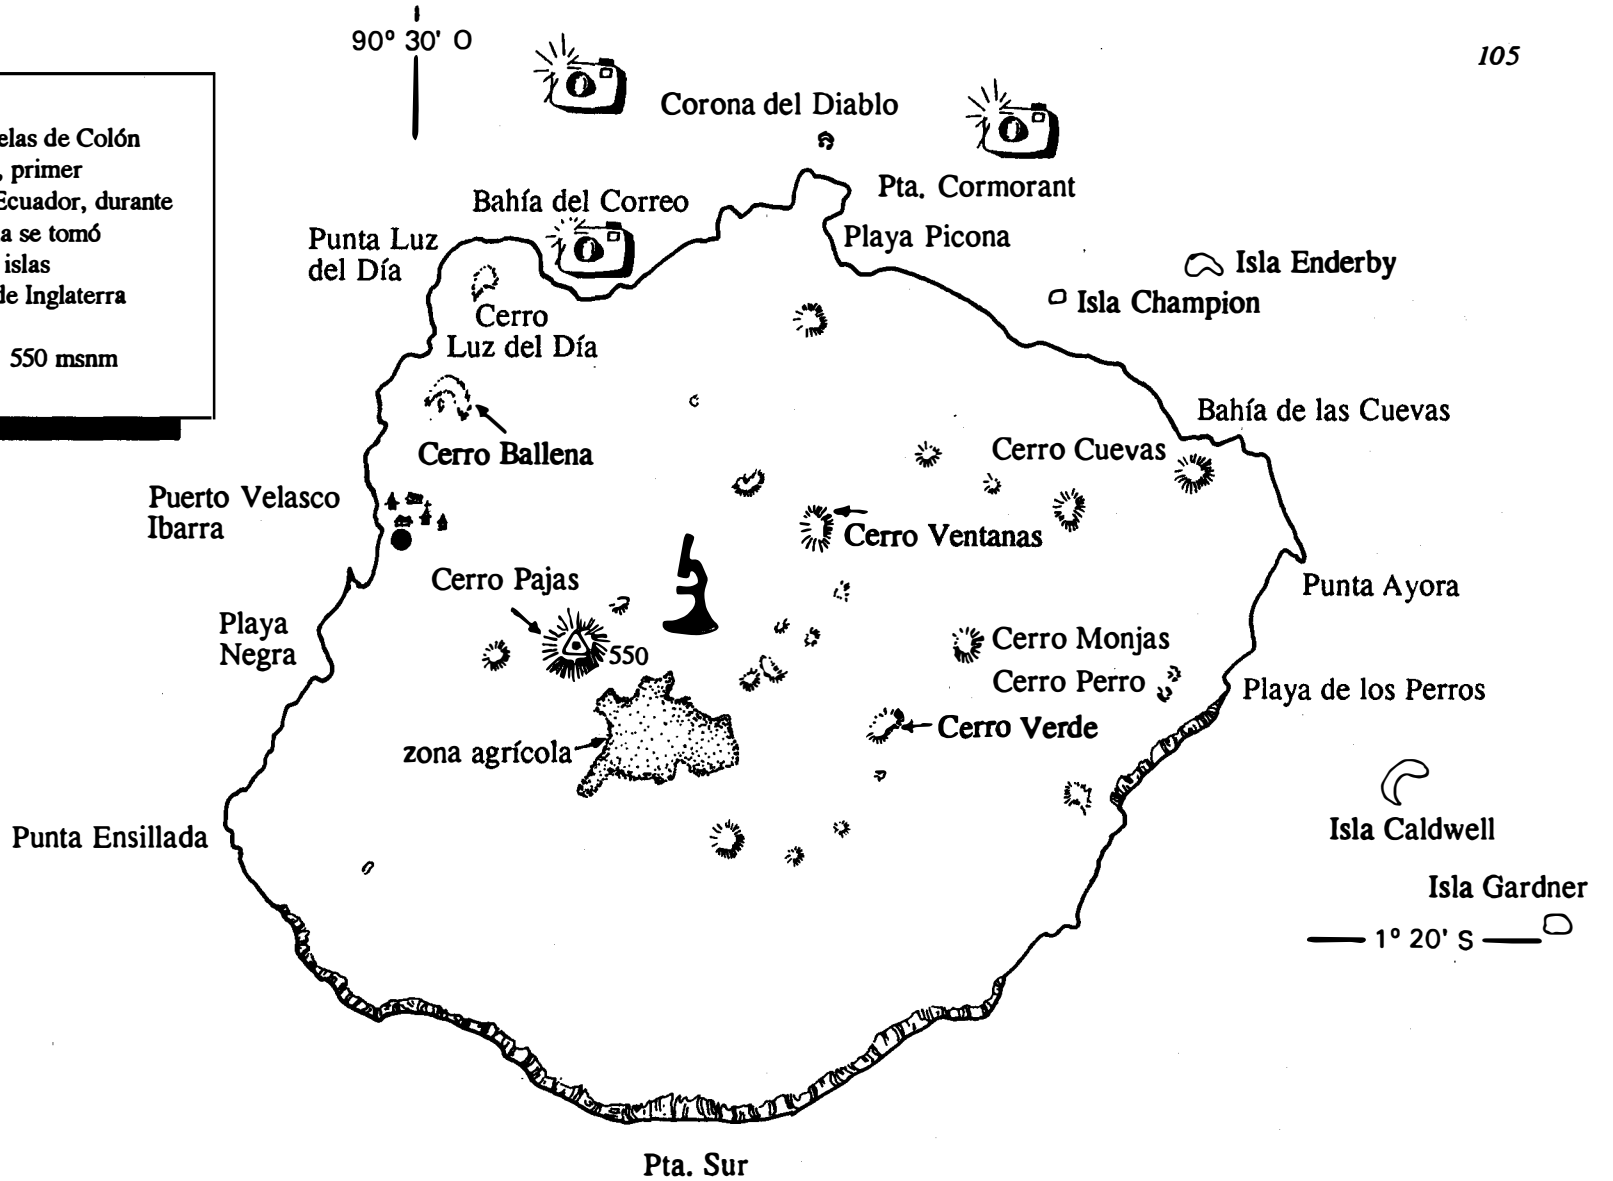 90° 30' O
105
elas de Colón
, primer
Ecuador, durante
a se tomó
islas
de Inglaterra
550 msnm
Corona del Diablo
Pta. Cormorant
Bahía del Correo
Punta Luz
del Día
Playa Picona
Isla Enderby
Isla Champion
Cerro
Luz del Día
Bahía de las Cuevas
Cerro Ballena
Cerro Cuevas
Puerto Velasco
Ibarra
Cerro Ventanas
Cerro Pajas
Punta Ayora
Playa
Negra
550
Cerro Monjas
Cerro Perro
Playa de los Perros
Cerro Verde
zona agrícola
Punta Ensillada
Isla Caldwell
Isla Gardner
1° 20' S
Pta. Sur